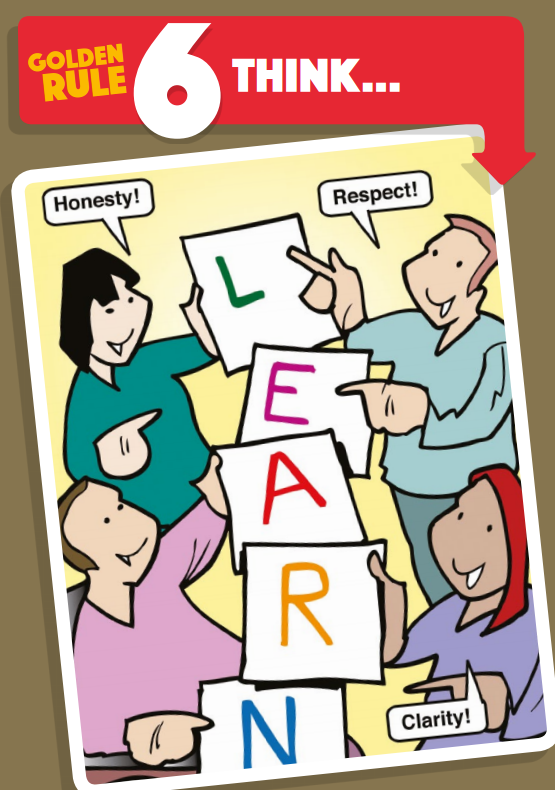 GOLDEN
RULE
6
THINK...
Honesty!
Respect!
L
E
A
R
N
Clarity!